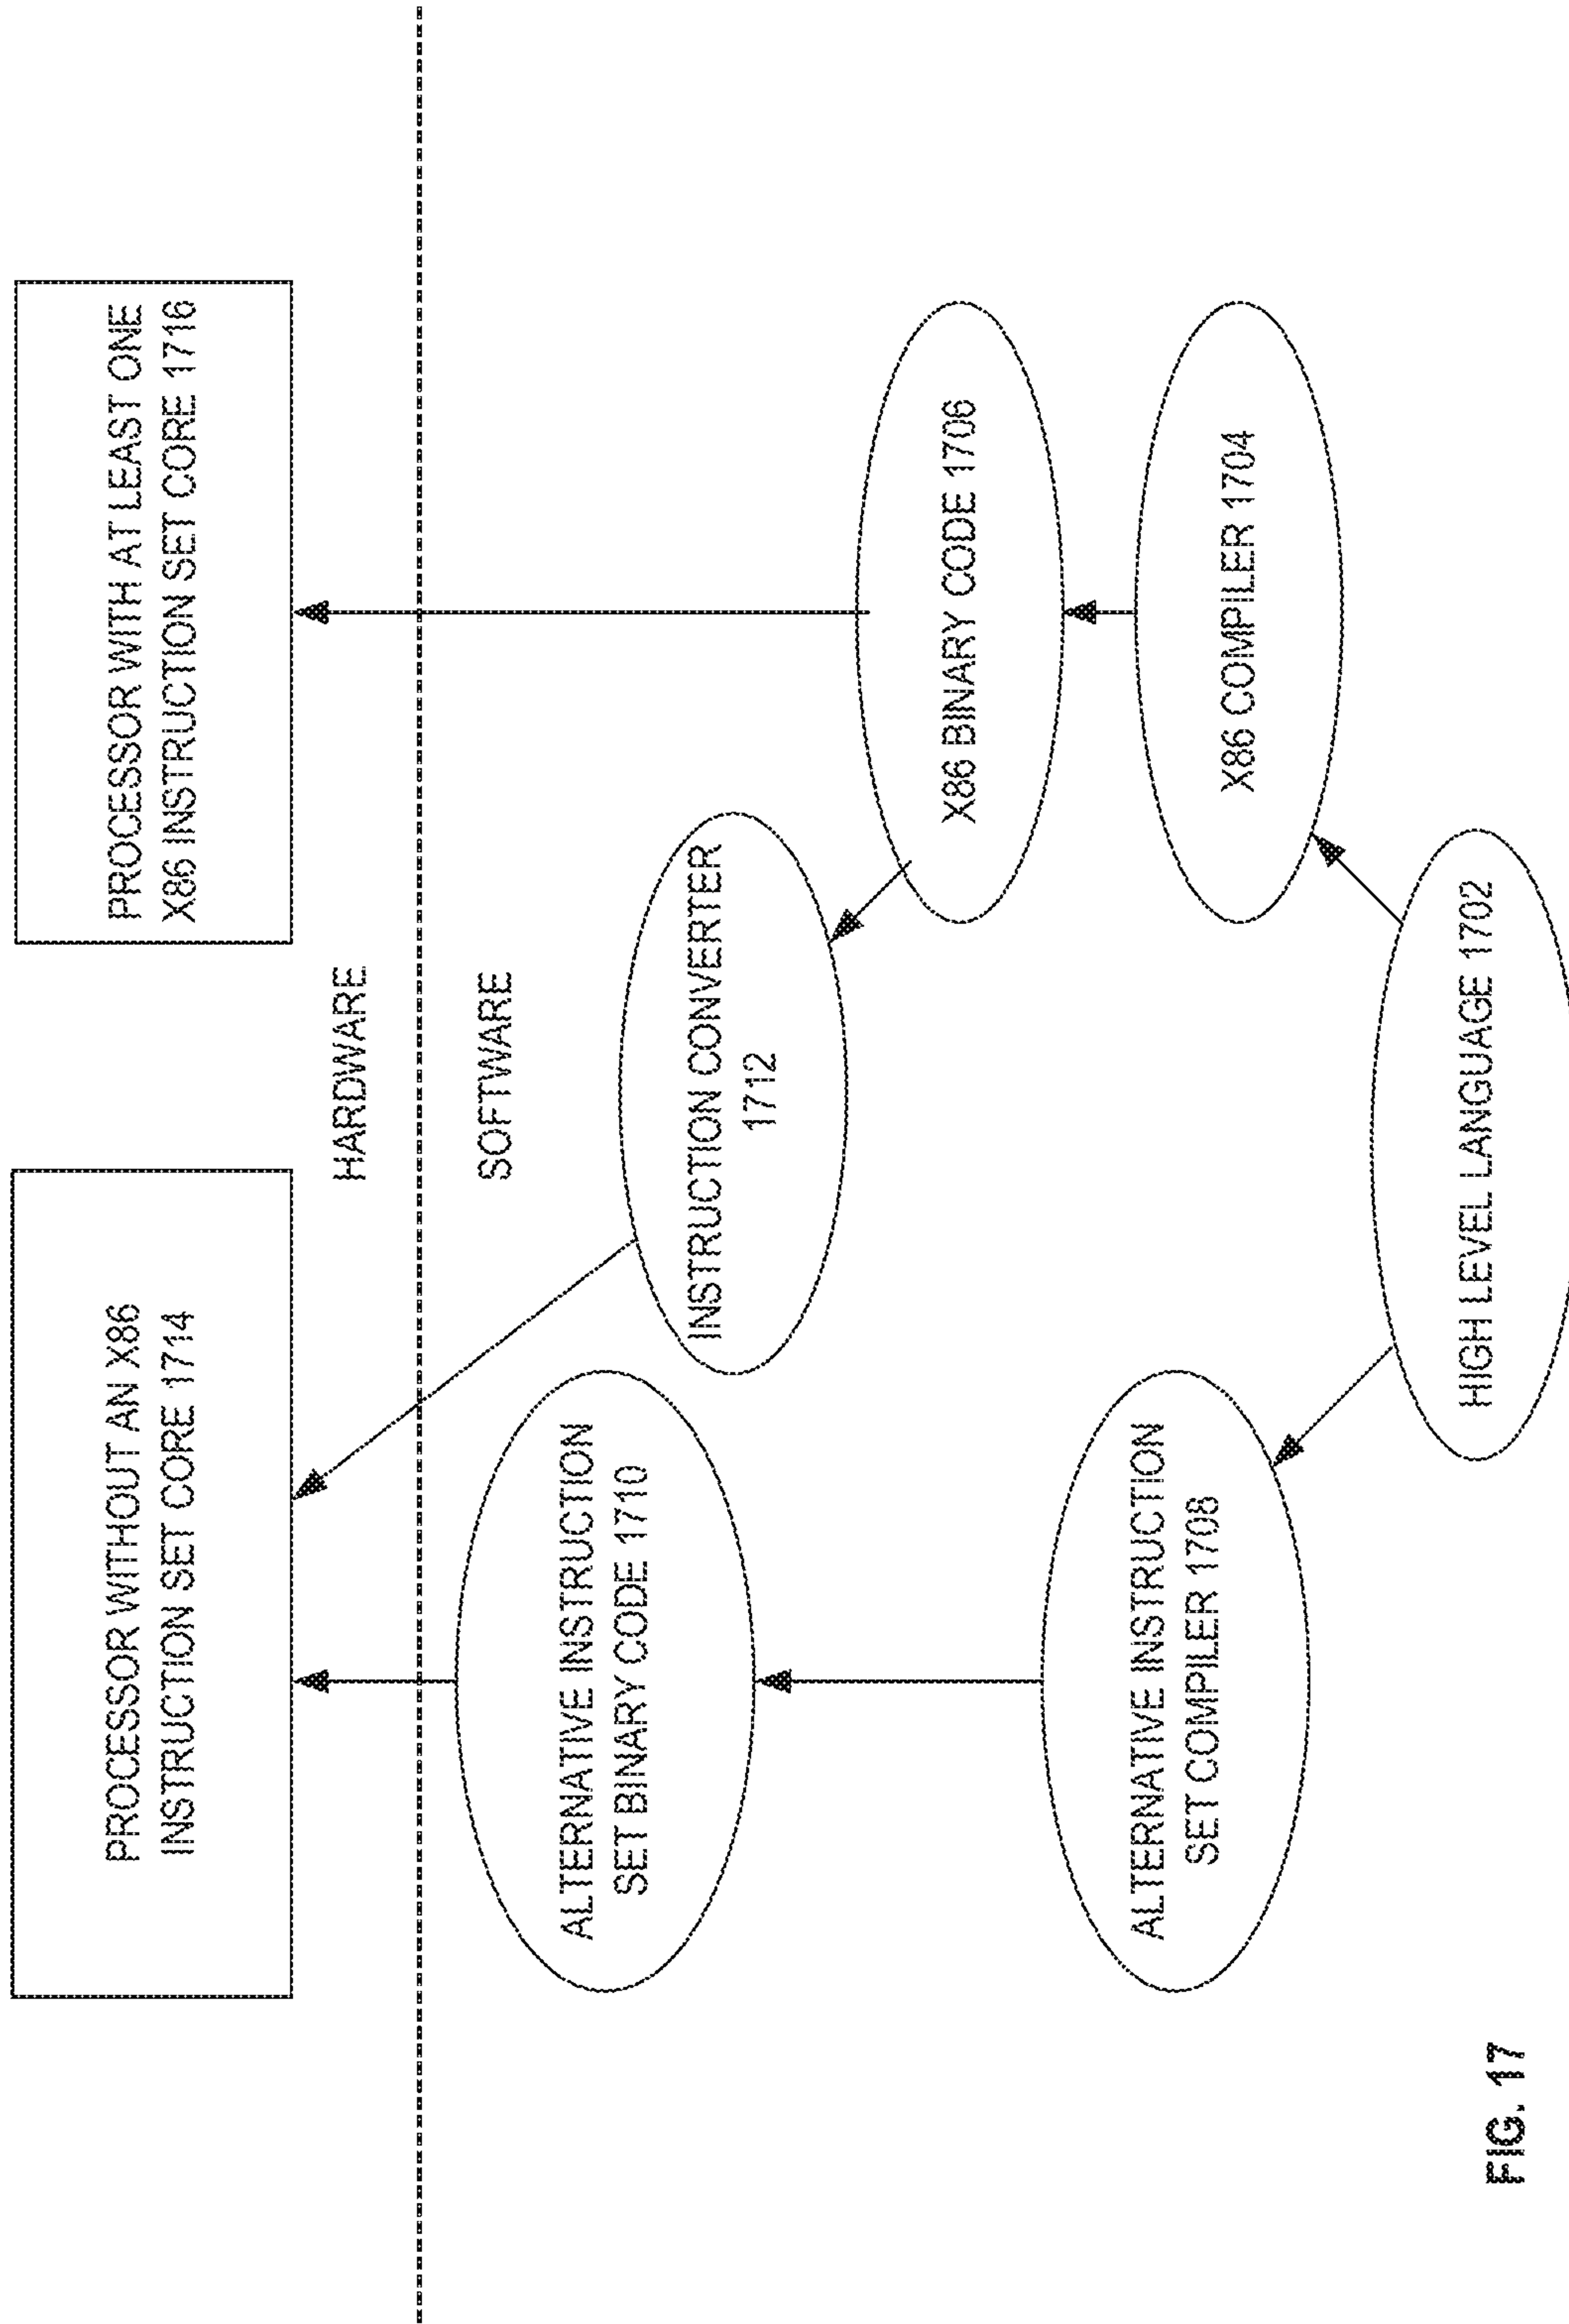 PROCESSOR WITHOUT AN X86
INSTRUCTION SET CORE 1714
PROCESSOR WITH AT LEAST ONE
X86 INSTRUCTION SET CORE 1716
HARDWARE
SOFTWARE
ALTERNATIVE INSTRUCTION
SET BINARY CODE 1710
INSTRUCTION CONVERTER
1712
X86 BINARY CODE 1706
ALTERNATIVE INSTRUCTION
SET COMPILER 1708
X86 COMPILER 1704
HIGH LEVEL LANGUAGE 1702
FIG. 17